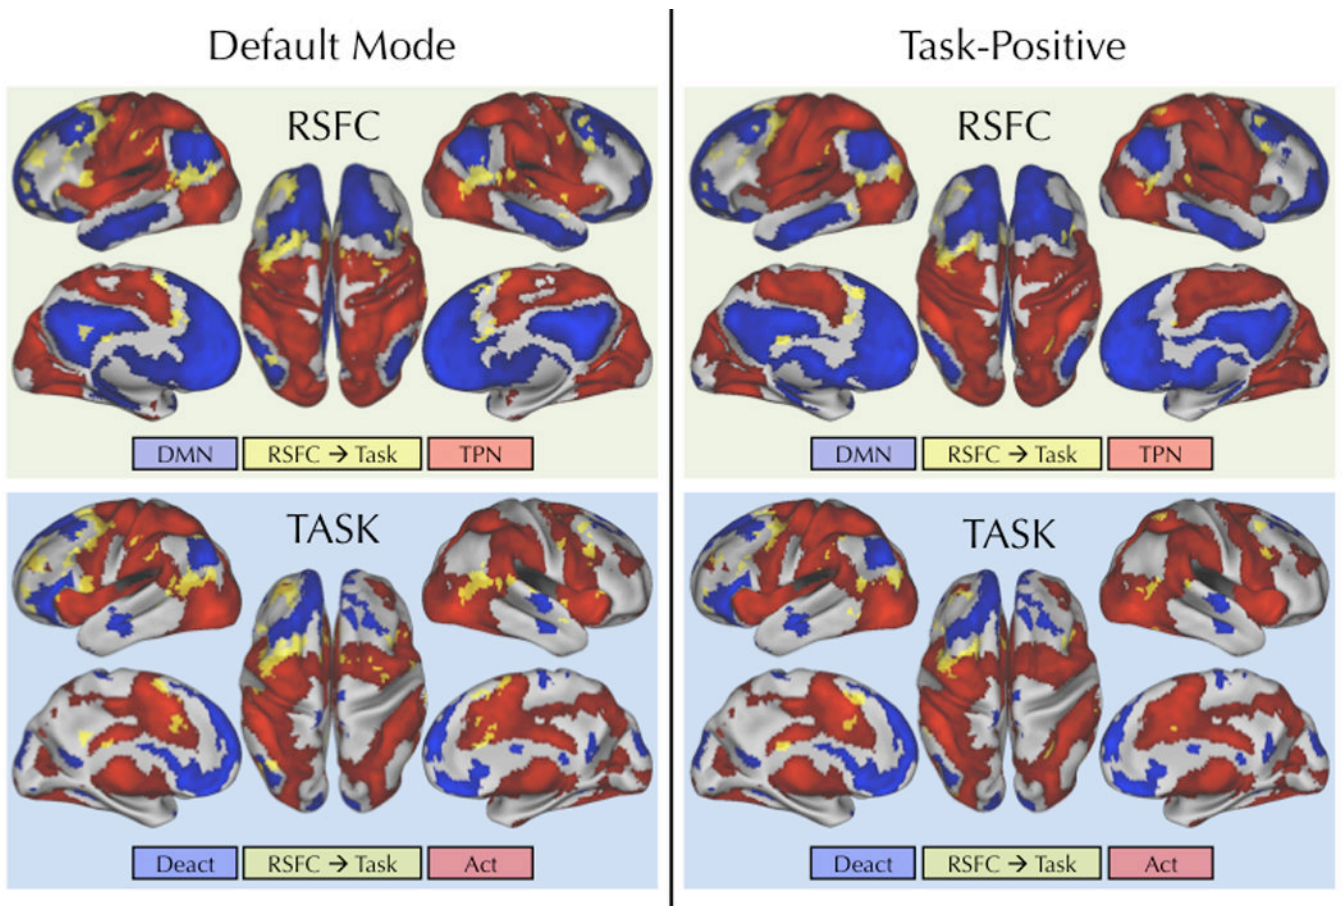 Default Mode
Task-Positive
RSFC
RSFC
DMN
RSFC → Task
TPN
DMN
RSFC → Task
TPN
TASK
TASK
Deact
RSFC → Task
Act
Deact
RSFC → Task
Act